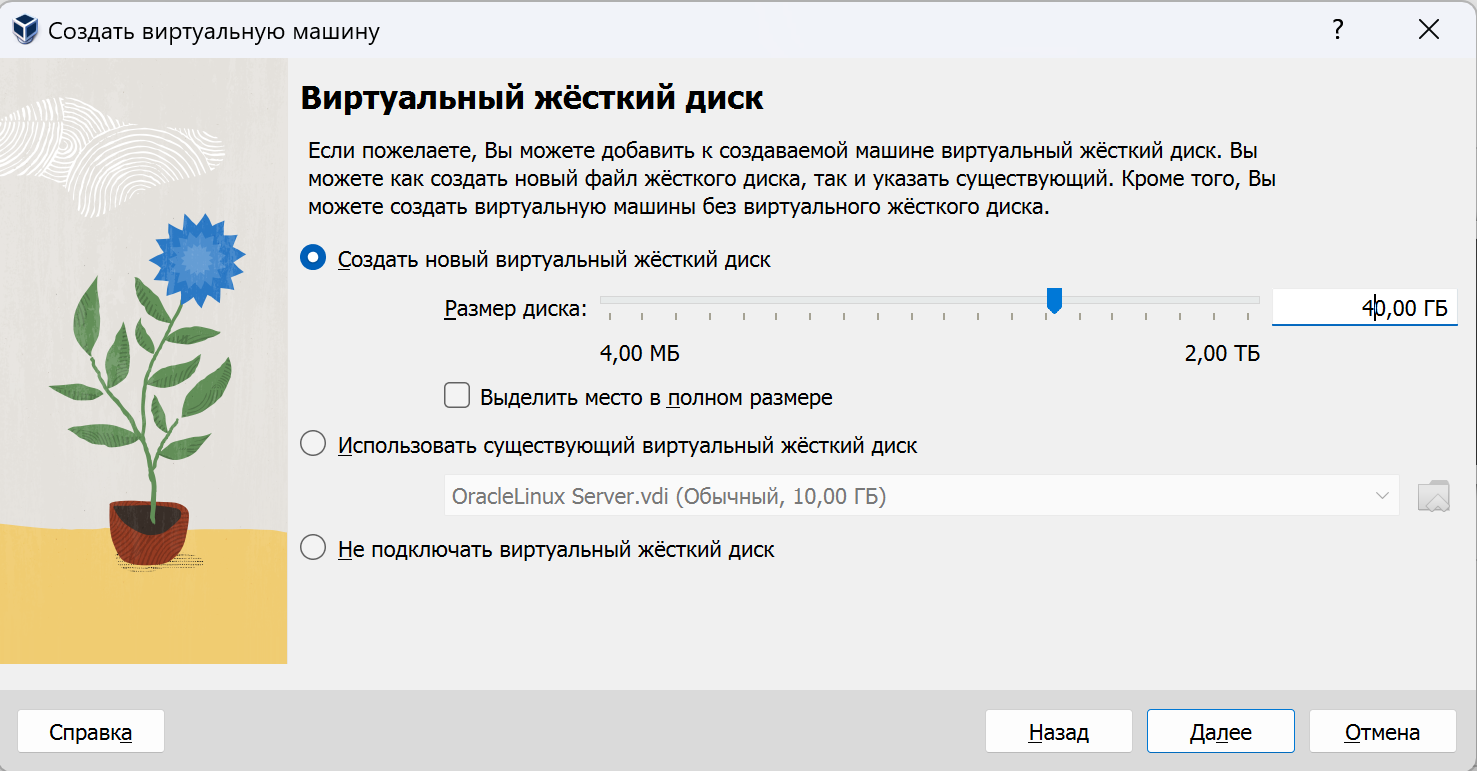 Создать виртуальную машину
?
Виртуальный жёсткий диск
Если пожелаете, Вы можете добавить к создаваемой машине виртуальный жёсткий диск. Вы
можете как создать новый файл жёсткого диска, так и указать существующий. Кроме того, Вы
можете создать виртуальную машины без виртуального жёсткого диска.
Создать новый виртуальный жёсткий диск
Размер диска:
40,00 ГБ
4,00 МБ
2,00 ТБ
Выделить место в полном размере
Использовать существующий виртуальный жёсткий диск
OracleLinux Server.vdi (Обычный, 10,00 ГБ)
Не подключать виртуальный жёсткий диск
Справка
Назад
Далее
Отмена